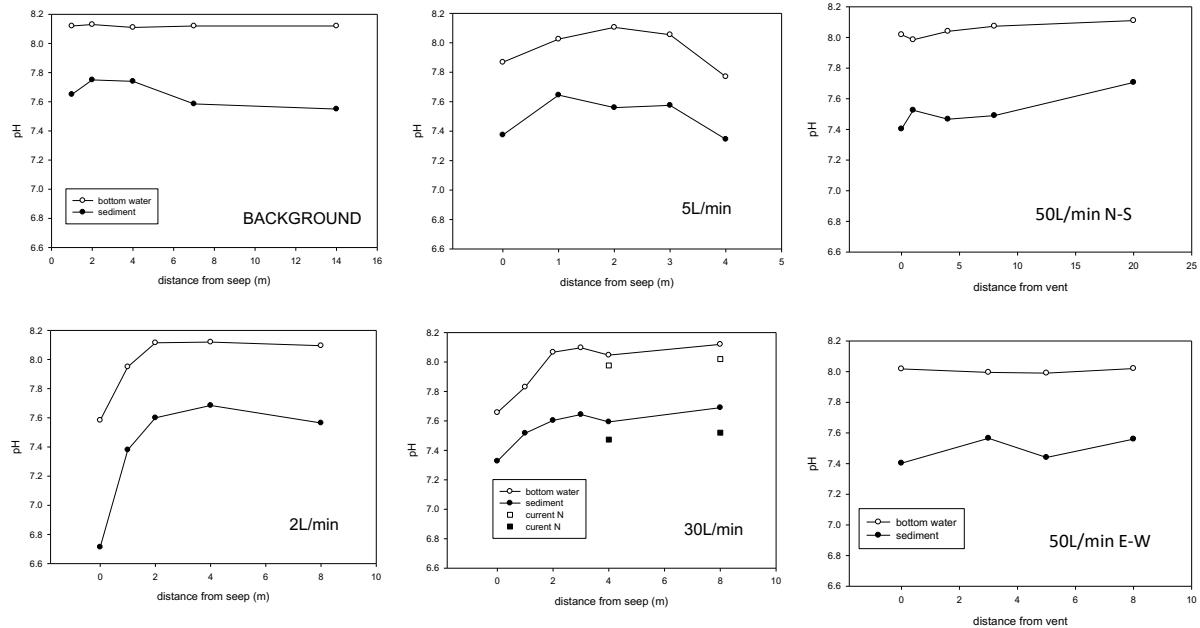 8.2
8.0
7.8
7.6
7.4
7.2
7.0
6.8
6.6
pH
bottom water
sediment
BACKGROUND
0 2 4 6 8 10 12 14 16
distance from seep (m)
8.2
8.0
7.8
7.6
7.4
7.2
7.0
6.8
6.6
pH
5L/min
0 1 2 3 4 5
distance from seep (m)
8.2
8.0
7.8
7.6
7.4
7.2
7.0
6.8
6.6
pH
50L/min N-S
0 5 10 15 20 25
distance from vent
8.2
8.0
7.8
7.6
7.4
7.2
7.0
6.8
6.6
pH
2L/min
0 2 4 6 8 10
distance from seep (m)
8.2
8.0
7.8
7.6
7.4
7.2
7.0
6.8
6.6
pH
bottom water
sediment
current N
curent N
30L/min
0 2 4 6 8 10
distance from seep (m)
8.2
8.0
7.8
7.6
7.4
7.2
7.0
6.8
6.6
pH
bottom water
sediment
50L/min E-W
0 2 4 6 8 10
distance from vent